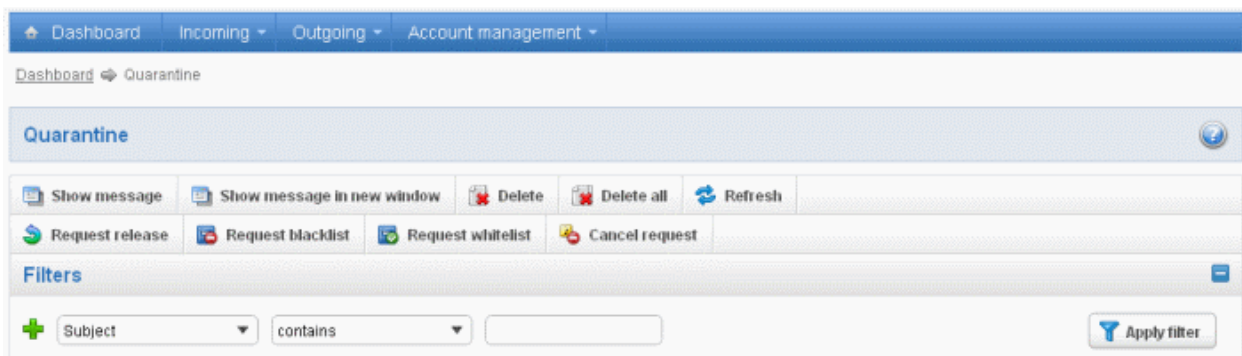 Dashboard Incoming Outgoing Account management
Dashboard Quarantine
Quarantine
Show message Show message in new window Delete Delete all Refresh
Request release Request blacklist Request whitelist Cancel request
Filters
Subject contains Apply filter